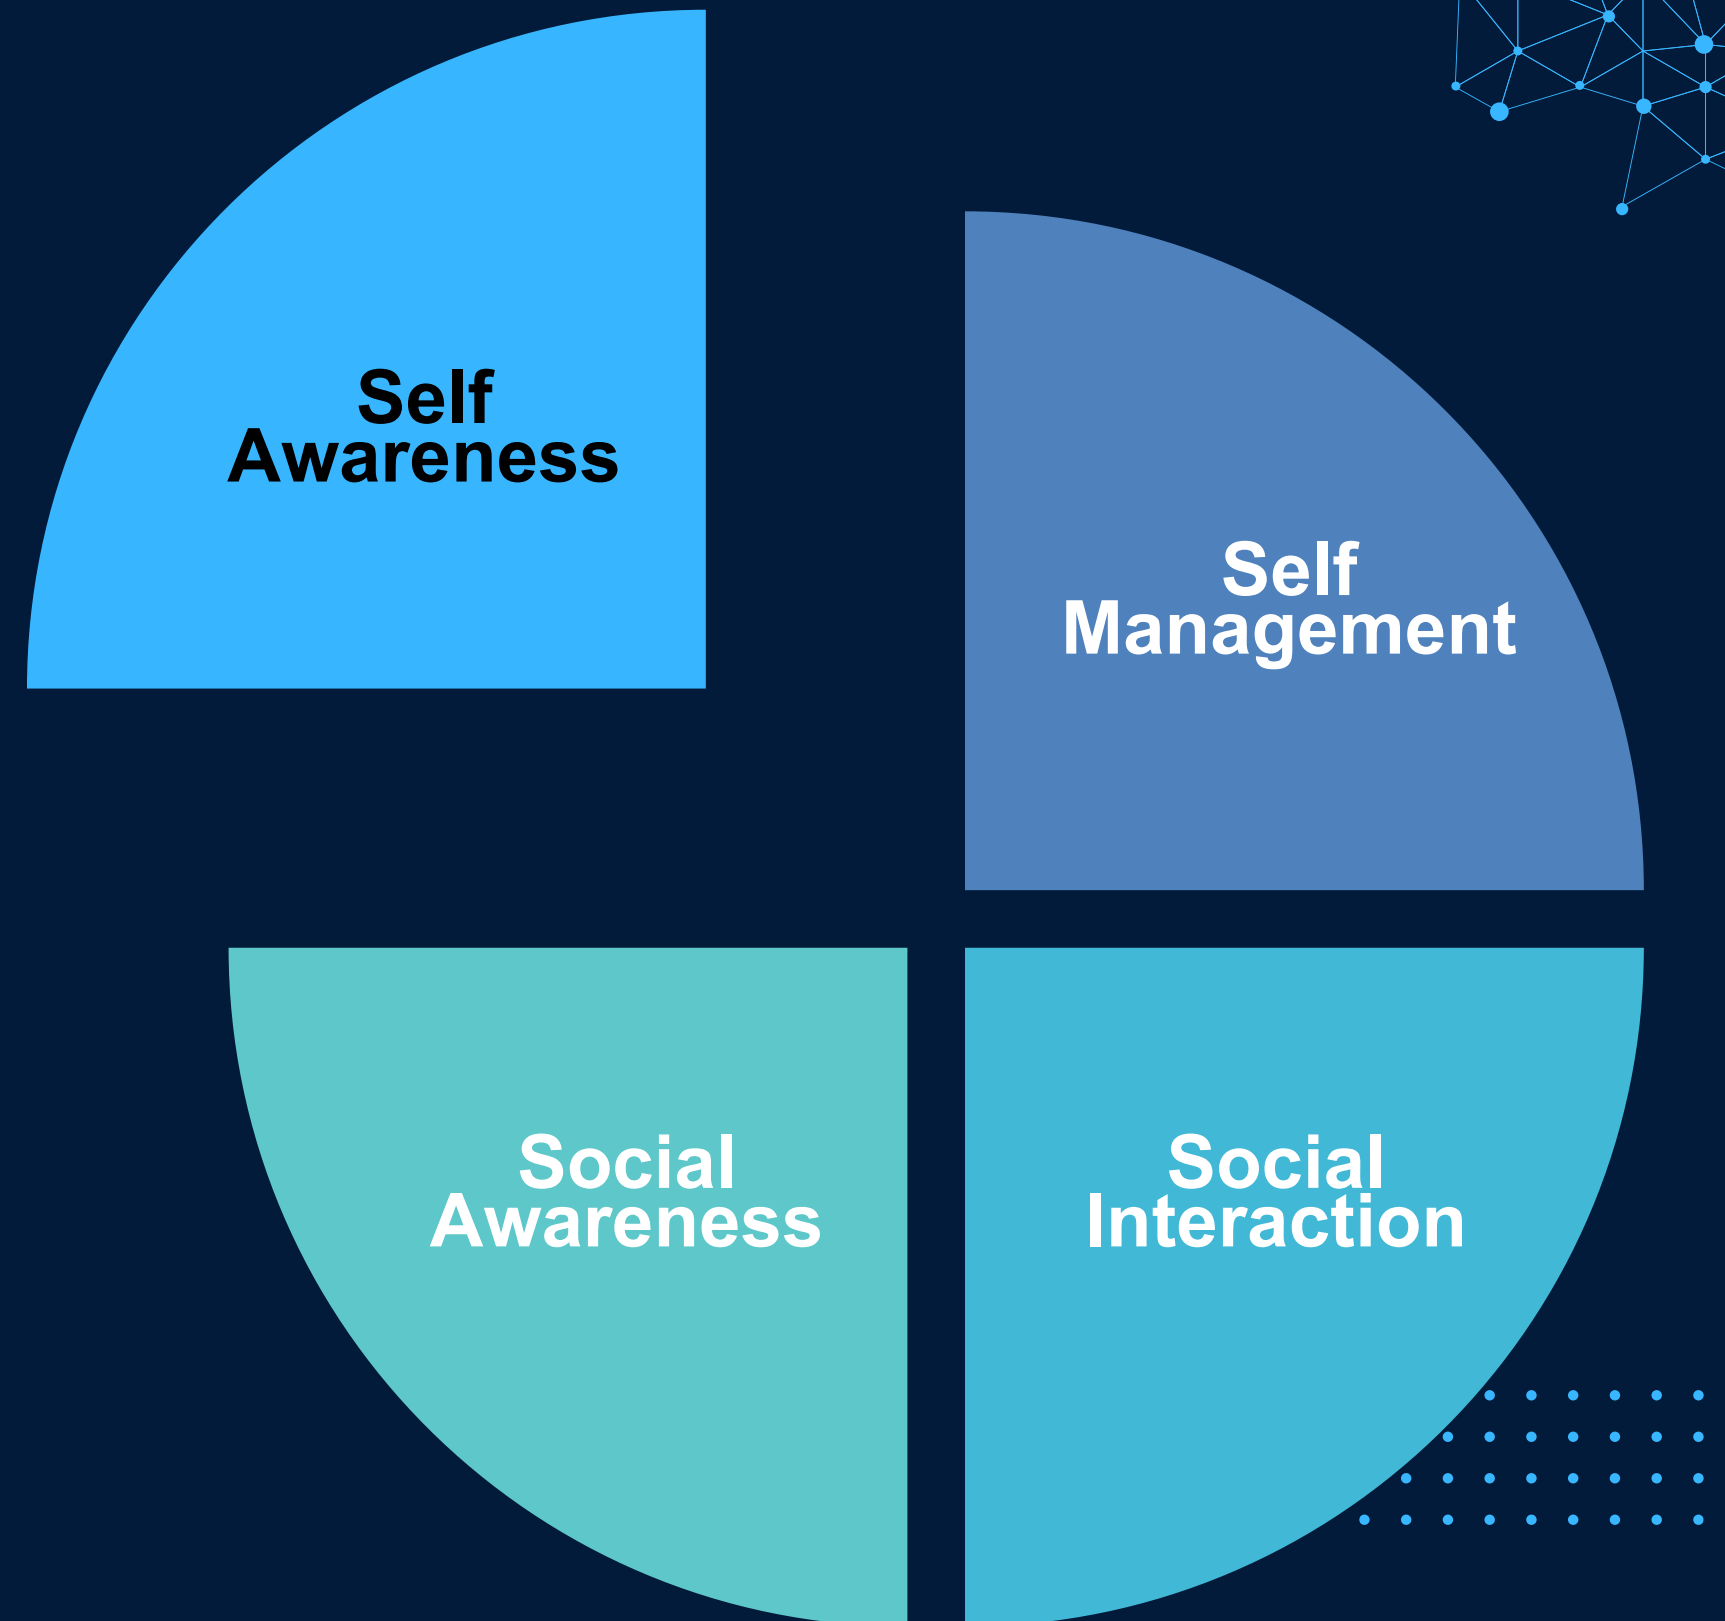 Self
Awareness
Self
Management
Social
Awareness
Social
Interaction